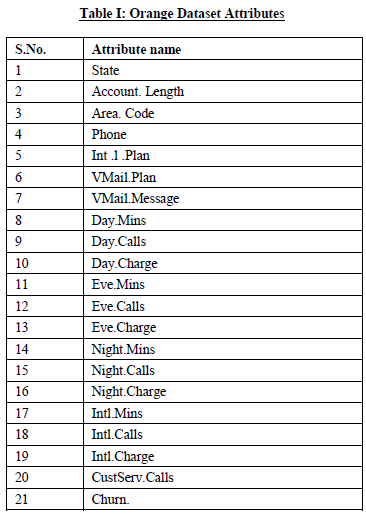 Table I: Orange Dataset Attributes
S.No. Attribute name
1 State
2 Account. Length
3 Area. Code
4 Phone
5 Int .l .Plan
6 VMail.Plan
7 VMail.Message
8 Day.Mins
9 Day.Calls
10 Day.Charge
11 Eve.Mins
12 Eve.Calls
13 Eve.Charge
14 Night.Mins
15 Night.Calls
16 Night.Charge
17 Intl.Mins
18 Intl.Calls
19 Intl.Charge
20 CustServ.Calls
21 Churn.